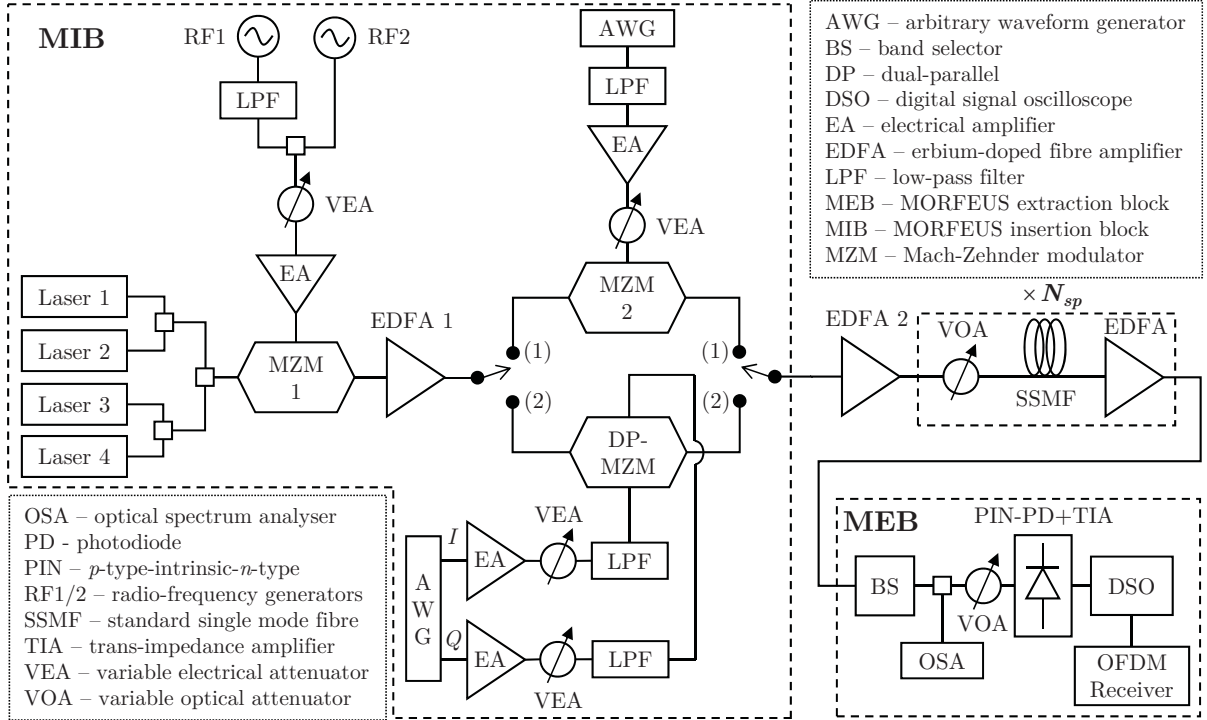 MIB
RF1
RF2
LPF
VEA
EA
Laser 1
Laser 2
Laser 3
Laser 4
MZM
1
EDFA 1
AWG
LPF
EA
VEA
MZM
2
(1)
(1)
(2)
(2)
DP-
MZM
A
W
G
I
EA
VEA
LPF
Q
EA
VEA
LPF
AWG – arbitrary waveform generator
BS – band selector
DP – dual-parallel
DSO – digital signal oscilloscope
EA – electrical amplifier
EDFA – erbium-doped fibre amplifier
LPF – low-pass filter
MEB – MORFEUS extraction block
MIB – MORFEUS insertion block
MZM – Mach-Zehnder modulator
EDFA 2
× N_sp
VOA
SSMF
EDFA
MEB
PIN-PD+TIA
BS
VOA
DSO
OSA
OFDM
Receiver
OSA – optical spectrum analyser
PD - photodiode
PIN – p-type-intrinsic-n-type
RF1/2 – radio-frequency generators
SSMF – standard single mode fibre
TIA – trans-impedance amplifier
VEA – variable electrical attenuator
VOA – variable optical attenuator